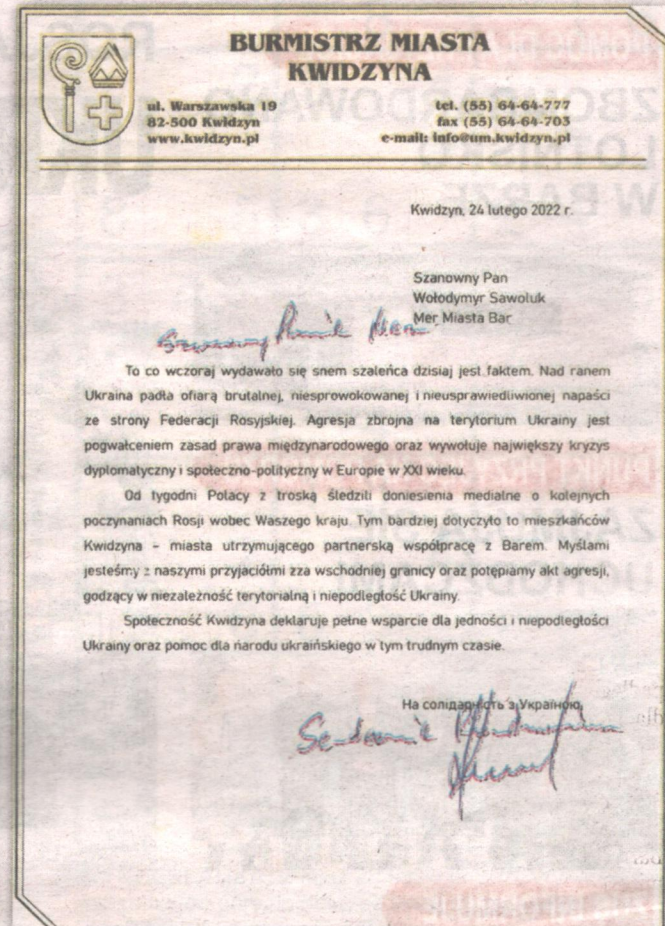 BURMISTRZ MIASTA
KWIDZYNA
ul. Warszawska 19
82-500 Kwidzyn
www.kwidzyn.pl
tel. (55) 64-64-777
fax (55) 64-64-703
e-mail: info@um.kwidzyn.pl
Kwidzyn, 24 lutego 2022 r.
Szanowny Pan
Wołodymyr Sawoluk
Mer Miasta Bar
Szanowny Panie Merze
To co wczoraj wydawało się snem szaleńca dzisiaj jest faktem. Nad ranem
Ukraina padła ofiarą brutalnej, niesprowokowanej i nieusprawiedliwionej napaści
ze strony Federacji Rosyjskiej. Agresja zbrojna na terytorium Ukrainy jest
pogwałceniem zasad prawa międzynarodowego oraz wywołuje największy kryzys
dyplomatyczny i społeczno-polityczny w Europie w XXI wieku.
Od tygodni Polacy z troską śledzili doniesienia medialne o kolejnych
poczynaniach Rosji wobec Waszego kraju. Tym bardziej dotyczyło to mieszkańców
Kwidzyna – miasta utrzymującego partnerską współpracę z Barem. Myślami
jesteśmy z naszymi przyjaciółmi zza wschodniej granicy oraz potępiamy akt agresji,
godzący w niezależność terytorialną i niepodległość Ukrainy.
Społeczność Kwidzyna deklaruje pełne wsparcie dla jedności i niepodległości
Ukrainy oraz pomoc dla narodu ukraińskiego w tym trudnym czasie.
На солідарність з Україною,